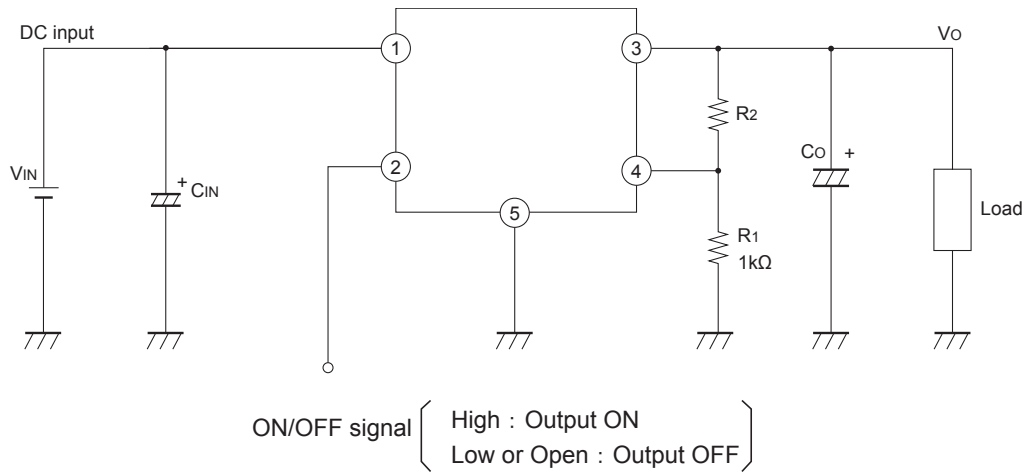 DC input
Vo
1
3
R2
2
4
Co +
VIN
+ CIN
5
Load
R1
1kΩ
ON/OFF signal
High : Output ON
Low or Open : Output OFF